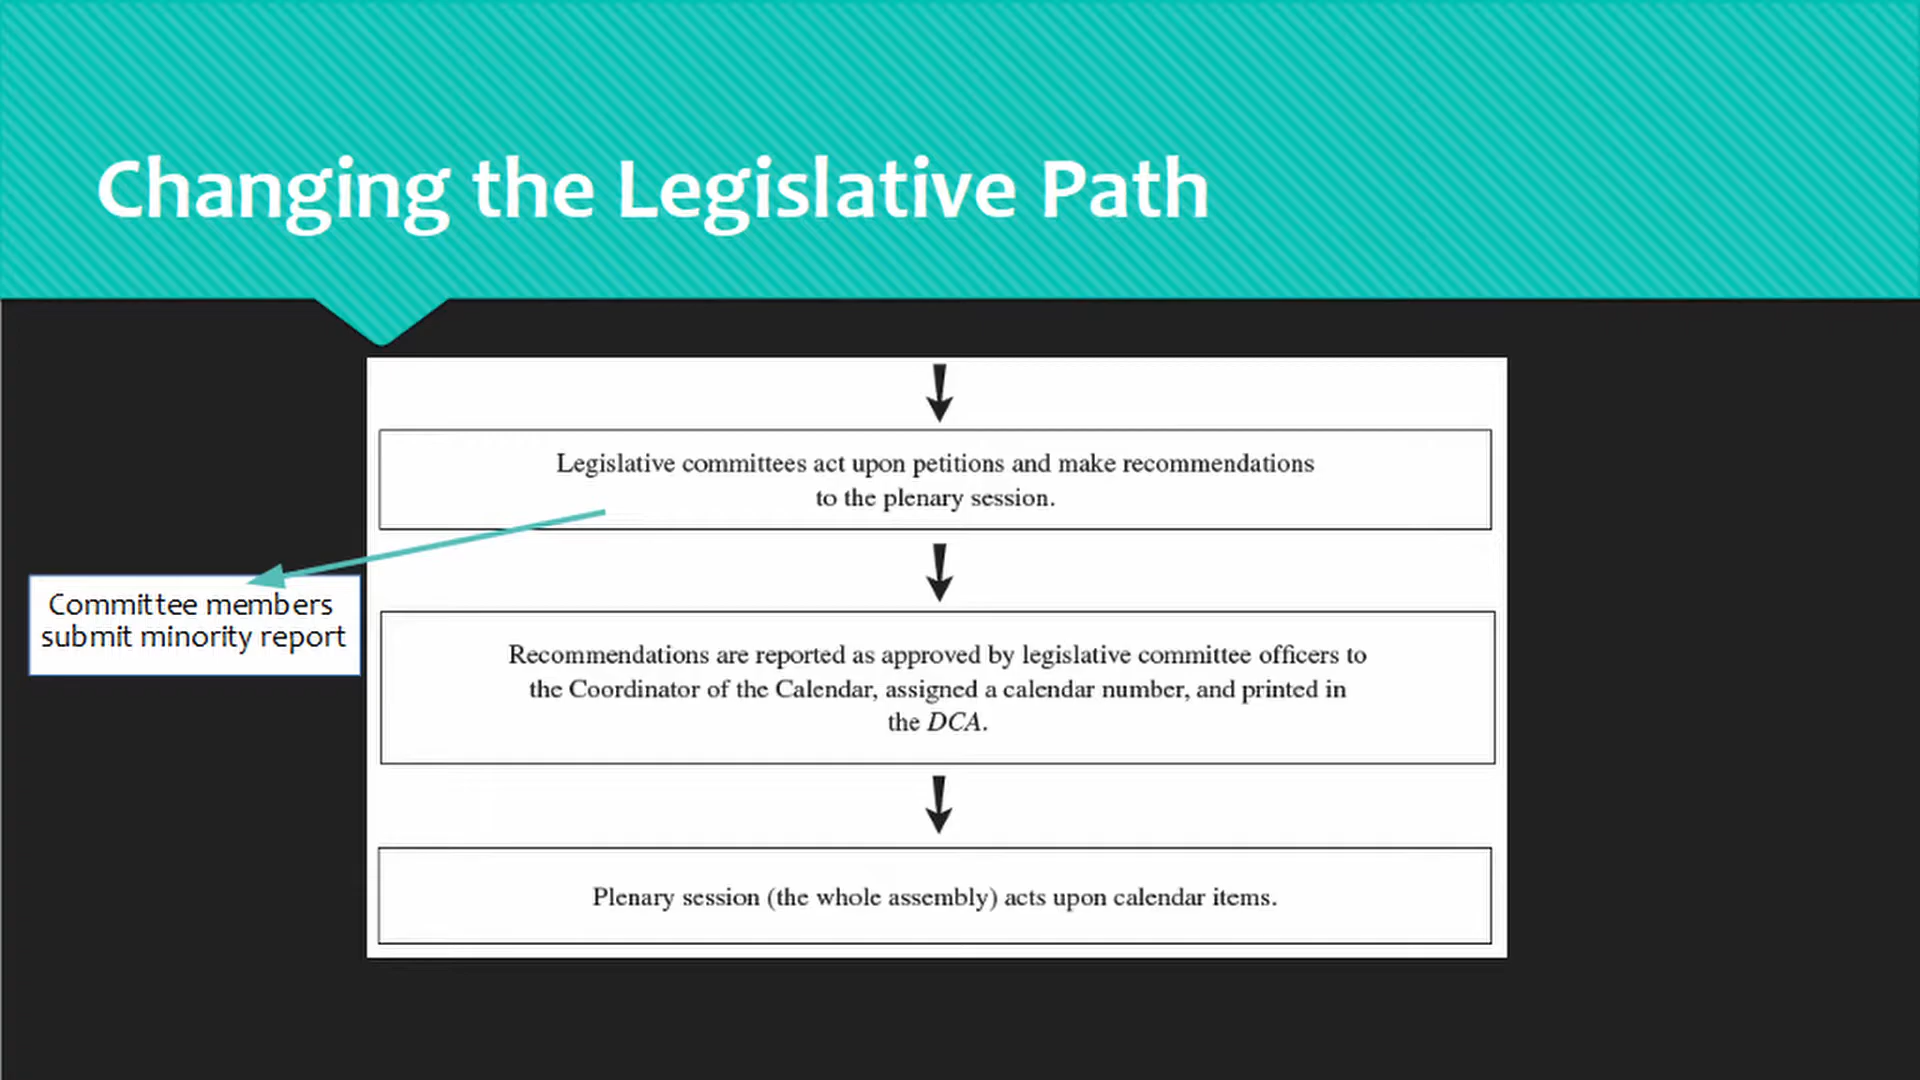 Changing the Legislative Path
Legislative committees act upon petitions and make recommendations
to the plenary session.
Committee members
submit minority report
Recommendations are reported as approved by legislative committee officers to
the Coordinator of the Calendar, assigned a calendar number, and printed in
the DCA.
Plenary session (the whole assembly) acts upon calendar items.